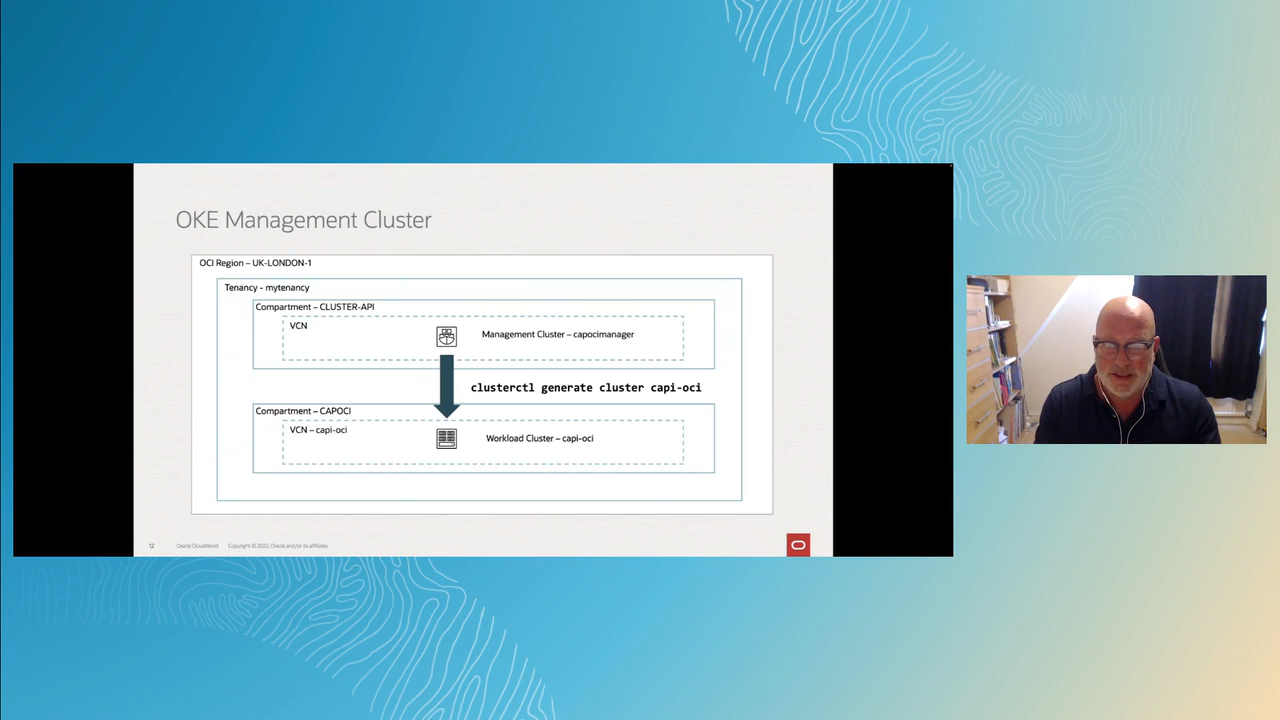 OKE Management Cluster
OCI Region – UK-LONDON-1
Tenancy - mytenancy
Compartment – CLUSTER-API
VCN
Management Cluster – capocimanager
clusterctl generate cluster capi-oci
Compartment – CAPOCI
VCN – capi-oci
Workload Cluster – capi-oci
12 Oracle CloudWorld Copyright © 2022, Oracle and/or its affiliates